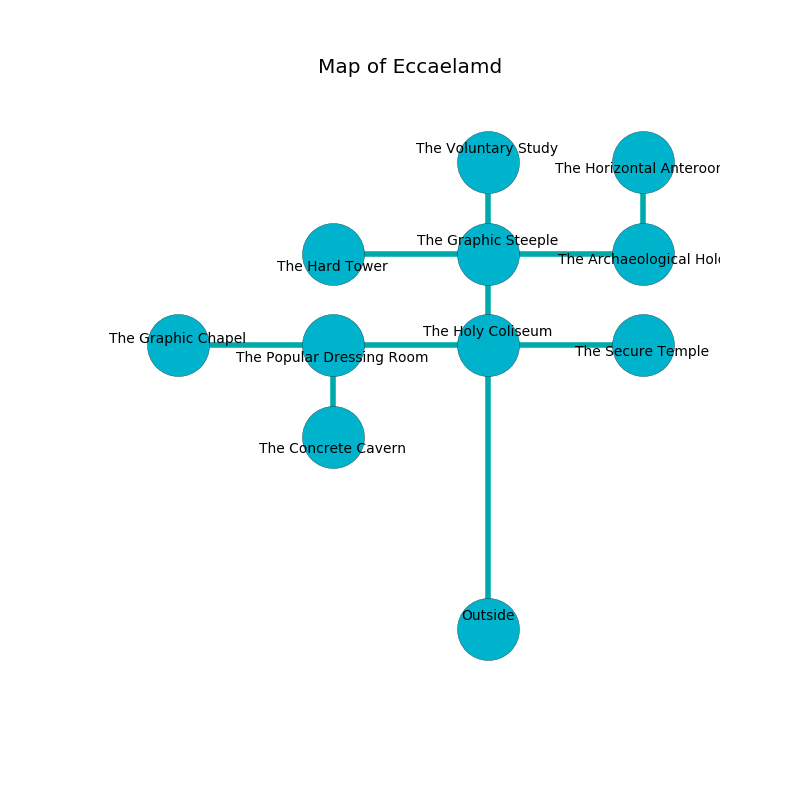 Map of Eccaelamd
The Voluntary Study
The Horizontal Anteroor
The Graphic Steeple
The Archaeological Hol
The Hard Tower
The Holy Coliseum
The Graphic Chapel
The Secure Temple
The Popular Dressing Room
The Concrete Cavern
Outside